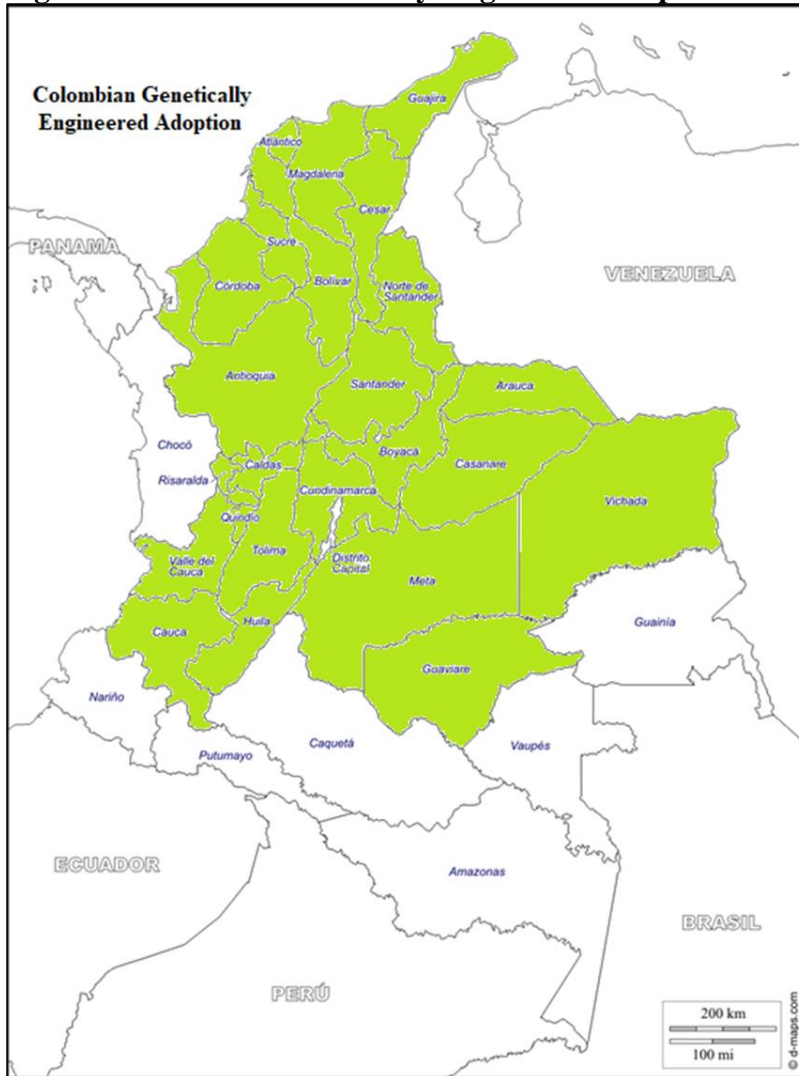 Colombian Genetically
Engineered Adoption
Guajira
Atlántico
Magdalena
Cesar
PANAMA
Sucre
VENEZUELA
Córdoba
Bolívar
Norte de
Santander
Antioquia
Santander
Arauca
Chocó
Boyacá
Caldas
Casanare
Risaralda
Cundinamarca
Vichada
Quindío
Tolima
Valle del
Cauca
Distrito
Capital
Meta
Cauca
Huila
Guainía
Guaviare
Nariño
Caquetá
Vaupés
Putumayo
ECUADOR
Amazonas
BRASIL
PERÚ
200 km
100 mi
© d-maps.com